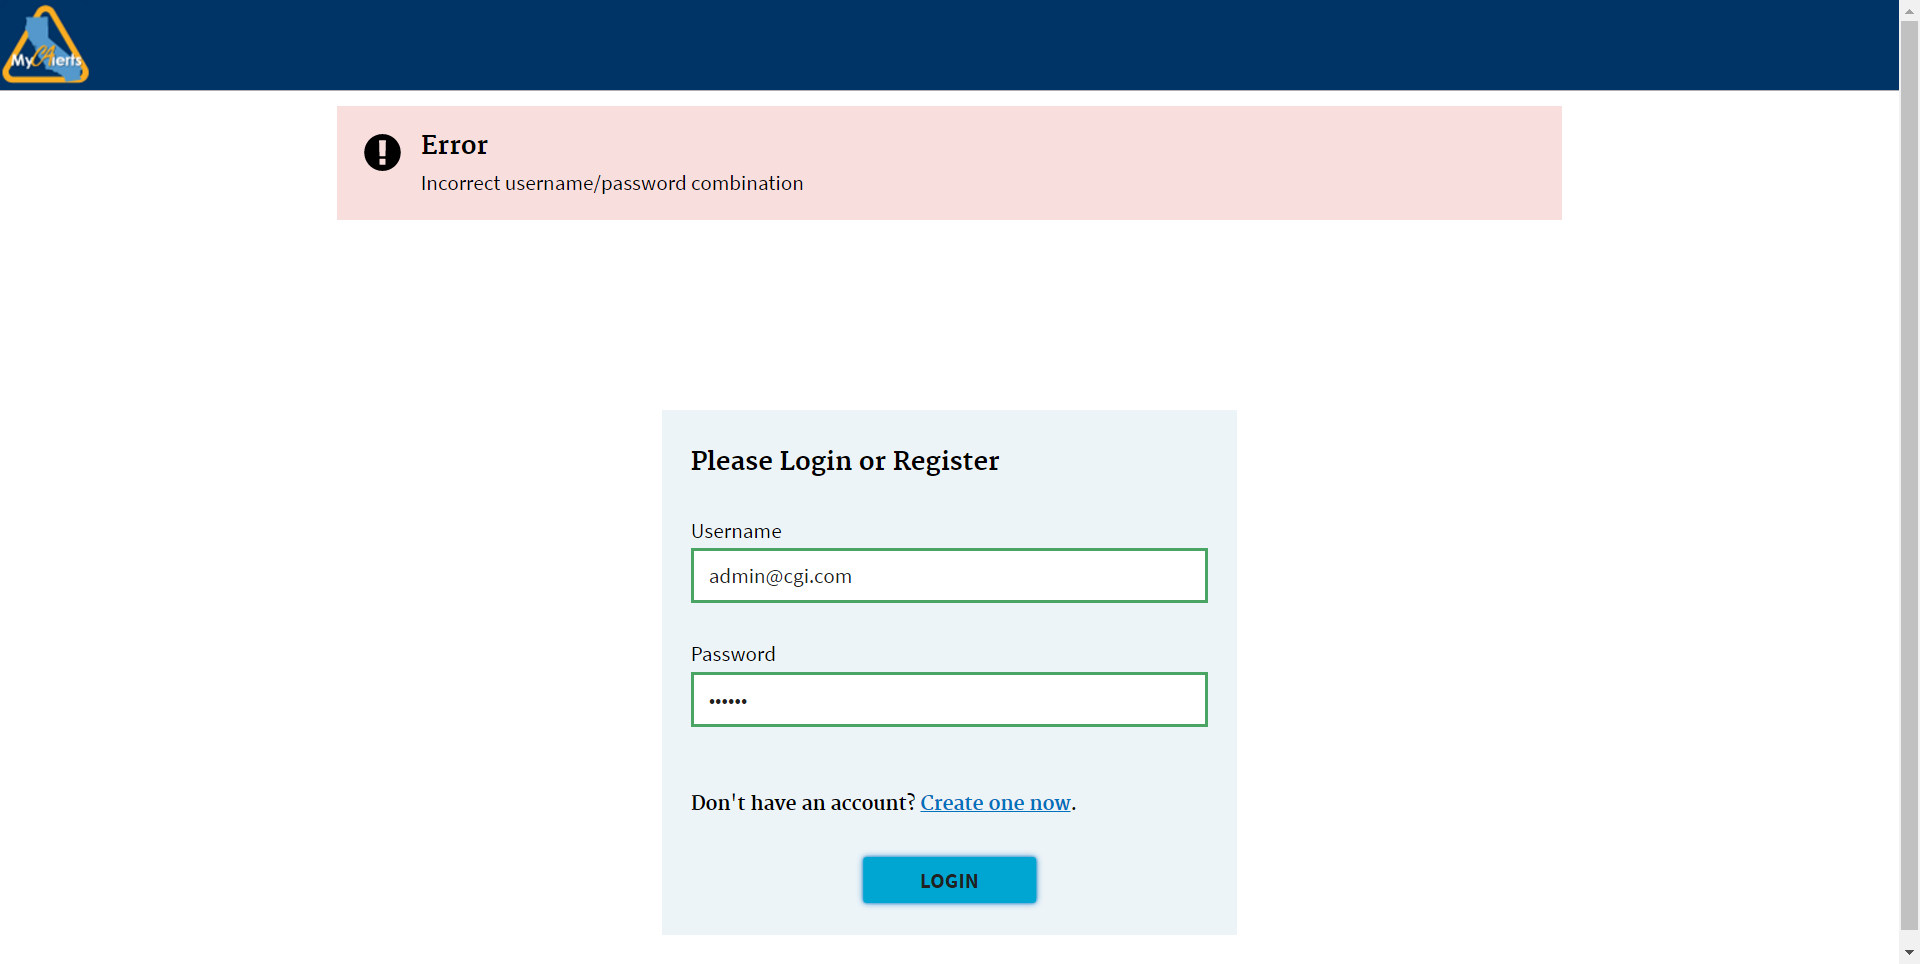 MyCAlerts
Error
Incorrect username/password combination
Please Login or Register
Username
admin@cgi.com
Password
••••••
Don't have an account? Create one now.
LOGIN